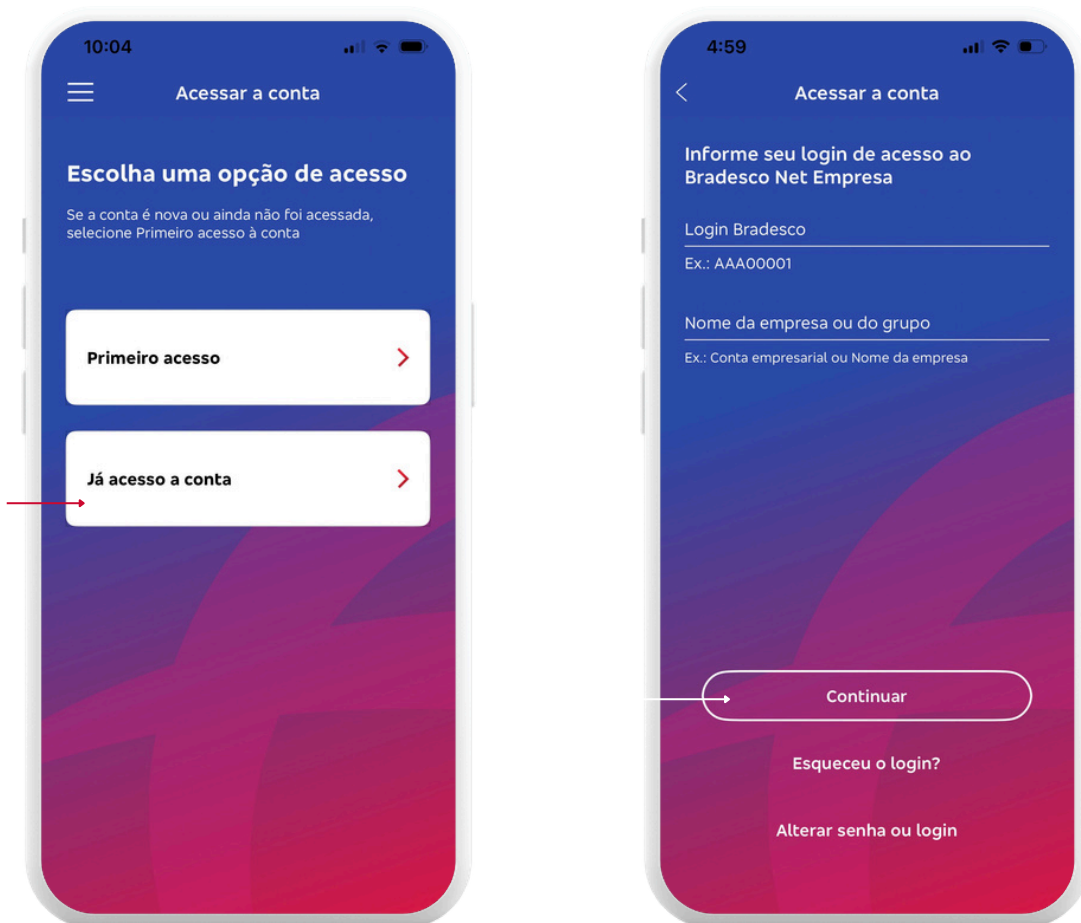 10:04
Acessar a conta
Escolha uma opção de acesso
Se a conta é nova ou ainda não foi acessada,
selecione Primeiro acesso à conta
Primeiro acesso
Já acesso a conta
4:59
Acessar a conta
Informe seu login de acesso ao
Bradesco Net Empresa
Login Bradesco
Ex.: AAA00001
Nome da empresa ou do grupo
Ex.: Conta empresarial ou Nome da empresa
Continuar
Esqueceu o login?
Alterar senha ou login